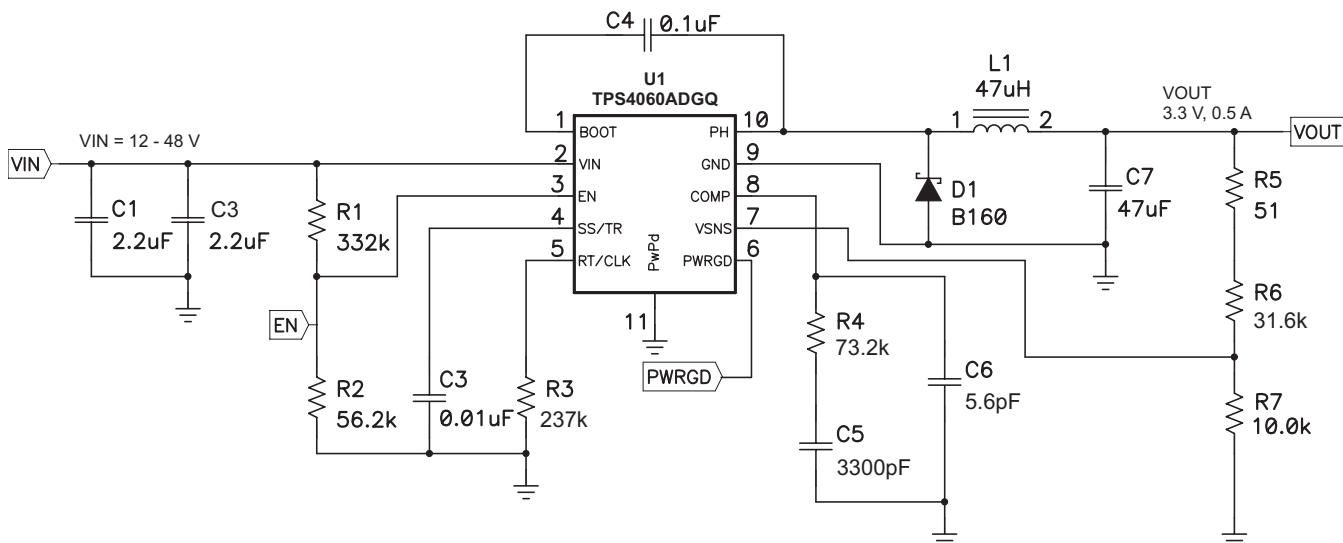 C4 0.1uF
U1
TPS4060ADGQ
L1
47uH
VOUT
3.3 V, 0.5 A
VIN = 12 - 48 V
1 BOOT PH 10
1 2
VOUT
VIN
2 VIN GND 9
3 EN COMP 8
4 SS/TR VSNS 7
5 RT/CLK PWRGD 6
PwPd
11
C1
2.2uF
C3
2.2uF
R1
332k
D1
B160
C7
47uF
R5
51
R6
31.6k
EN
R4
73.2k
PWRGD
R2
56.2k
C3
0.01uF
R3
237k
C6
5.6pF
R7
10.0k
C5
3300pF